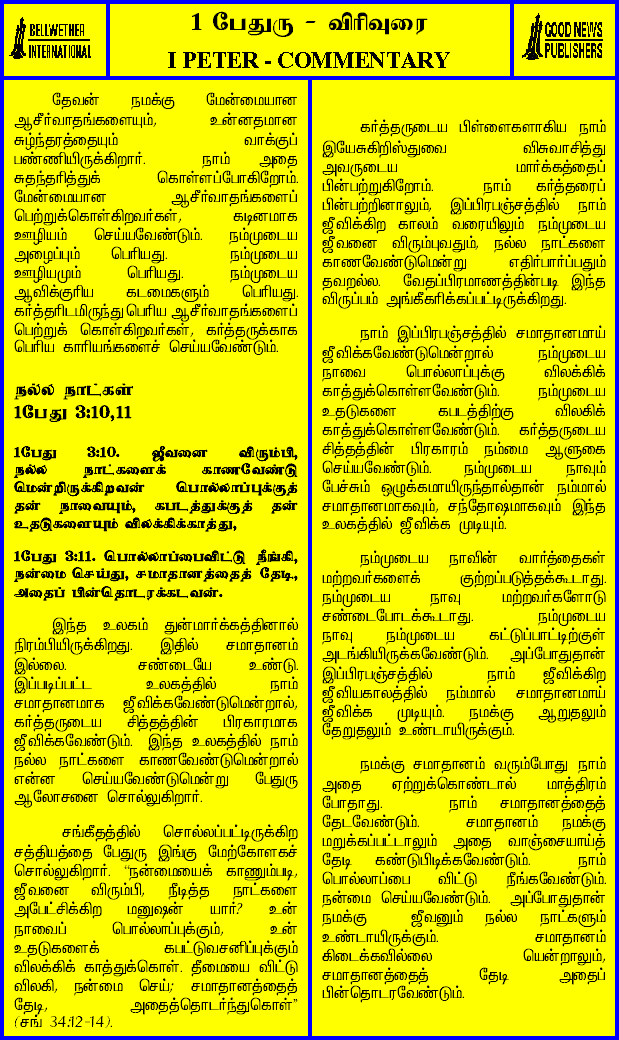 BELLWETHER
INTERNATIONAL
1 பேதுரு - விரிவுரை
I PETER - COMMENTARY
GOOD NEWS
PUBLISHERS
தேவன் நமக்கு மேன்மையான
ஆசீர்வாதங்களையும், உன்னதமான
சுழ்ந்தரத்தையும் வாக்குப்
பண்ணியிருக்கிறார். நாம் அதை
சுதந்தரித்துக் கொள்ளப்போகிறோம்.
மேன்மையான ஆசீர்வாதங்களைப்
பெற்றுக்கொள்கிறவர்கள், கடினமாக
ஊழியம் செய்யவேண்டும். நம்முடைய
அழைப்பும் பெரியது. நம்முடைய
ஊழியமும் பெரியது. நம்முடைய
ஆவிக்குரிய கடமைகளும் பெரியது.
கர்த்தரிடமிருந்து பெரிய ஆசீர்வாதங்களைப்
பெற்றுக் கொள்கிறவர்கள், கர்த்தருக்காக
பெரிய காரியங்களைச் செய்யவேண்டும்.
நல்ல நாட்கள்
1பேது 3:10,11
1பேது 3:10. ஜீவனை விரும்பி,
நல்ல நாட்களைக் காணவேண்டு
மென்றிருக்கிறவன் பொல்லாப்புக்குத்
தன் நாவையும், கபடத்துக்குத் தன்
உதடுகளையும் விலக்கிக்காத்து,
1பேது 3:11. பொல்லாப்பைவிட்டு நீங்கி,
நன்மை செய்து, சமாதானத்தைத் தேடி,
அதைப் பின்தொடரக்கடவன்.
இந்த உலகம் துன்மார்க்கத்தினால்
நிரம்பியிருக்கிறது. இதில் சமாதானம்
இல்லை. சண்டையே உண்டு.
இப்படிப்பட்ட உலகத்தில் நாம்
சமாதானமாக ஜீவிக்கவேண்டுமென்றால்,
கர்த்தருடைய சித்தத்தின் பிரகாரமாக
ஜீவிக்கவேண்டும். இந்த உலகத்தில் நாம்
நல்ல நாட்களை காணவேண்டுமென்றால்
என்ன செய்யவேண்டுமென்று பேதுரு
ஆலோசனை சொல்லுகிறார்.
சங்கீதத்தில் சொல்லப்பட்டிருக்கிற
சத்தியத்தை பேதுரு இங்கு மேற்கோளகச்
சொல்லுகிறார். "நன்மையைக் காணும்படி,
ஜீவனை விரும்பி, நீடித்த நாட்களை
அபேட்சிக்கிற மனுஷன் யார்? உன்
நாவைப் பொல்லாப்புக்கும், உன்
உதடுகளைக் கபட்டுவசனிப்புக்கும்
விலக்கிக் காத்துக்கொள். தீமையை விட்டு
விலகி, நன்மை செய்; சமாதானத்தைத்
தேடி, அதைத்தொடர்ந்துகொள்"
(சங் 34:12-14).
கர்த்தருடைய பிள்ளைகளாகிய நாம்
இயேசுகிறிஸ்துவை விசுவாசித்து
அவருடைய மார்க்கத்தைப்
பின்பற்றுகிறோம். நாம் கர்த்தரைப்
பின்பற்றினாலும், இப்பிரபஞ்சத்தில் நாம்
ஜீவிக்கிற காலம் வரையிலும் நம்முடைய
ஜீவனை விரும்புவதும், நல்ல நாட்களை
காணவேண்டுமென்று எதிர்பார்ப்பதும்
தவறல்ல. வேதப்பிரமாணத்தின்படி இந்த
விருப்பம் அங்கீகரிக்கப்பட்டிருக்கிறது.
நாம் இப்பிரபஞ்சத்தில் சமாதானமாய்
ஜீவிக்கவேண்டுமென்றால் நம்முடைய
நாவை பொல்லாப்புக்கு விலக்கிக்
காத்துக்கொள்ளவேண்டும். நம்முடைய
உதடுகளை கபடத்திற்கு விலகிக்
காத்துக்கொள்ளவேண்டும். கர்த்தருடைய
சித்தத்தின் பிரகாரம் நம்மை ஆளுகை
செய்யவேண்டும். நம்முடைய நாவும்
பேச்சும் ஒழுக்கமாயிருந்தால்தான் நம்மால்
சமாதானமாகவும், சந்தோஷமாகவும் இந்த
உலகத்தில் ஜீவிக்க முடியும்.
நம்முடைய நாவின் வார்த்தைகள்
மற்றவர்களைக் குற்றப்படுத்தக்கூடாது.
நம்முடைய நாவு மற்றவர்களோடு
சண்டைபோடக்கூடாது. நம்முடைய
நாவு நம்முடைய கட்டுப்பாட்டிற்குள்
அடங்கியிருக்கவேண்டும். அப்போதுதான்
இப்பிரபஞ்சத்தில் நாம் ஜீவிக்கிற
ஜீவியகாலத்தில் நம்மால் சமாதானமாய்
ஜீவிக்க முடியும். நமக்கு ஆறுதலும்
தேறுதலும் உண்டாயிருக்கும்.
நமக்கு சமாதானம் வரும்போது நாம்
அதை ஏற்றுக்கொண்டால் மாத்திரம்
போதாது. நாம் சமாதானத்தைத்
தேடவேண்டும். சமாதானம் நமக்கு
மறுக்கப்பட்டாலும் அதை வாஞ்சையாய்த்
தேடி கண்டுபிடிக்கவேண்டும். நாம்
பொல்லாப்பை விட்டு நீங்கவேண்டும்.
நன்மை செய்யவேண்டும். அப்போதுதான்
நமக்கு ஜீவனும் நல்ல நாட்களும்
உண்டாயிருக்கும். சமாதானம்
கிடைக்கவில்லை யென்றாலும்,
சமாதானத்தைத் தேடி அதைப்
பின்தொடரவேண்டும்.